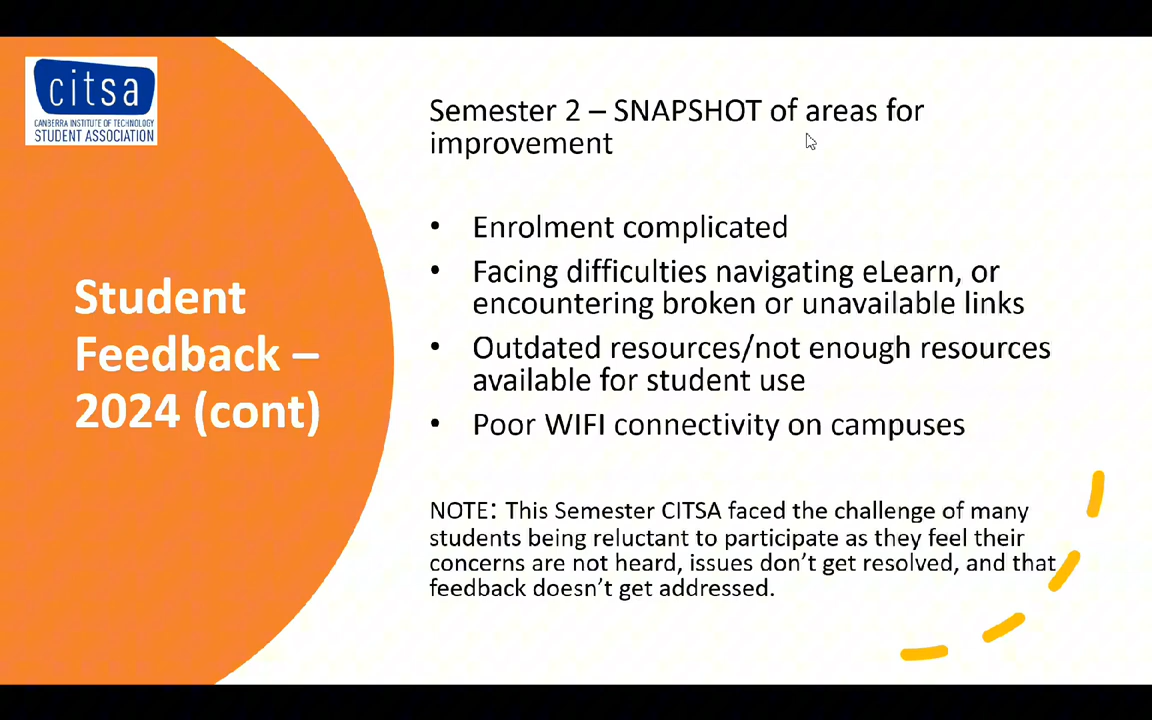 citsa
CANBERRA INSTITUTE OF TECHNOLOGY
STUDENT ASSOCIATION
Student
Feedback –
2024 (cont)
Semester 2 – SNAPSHOT of areas for
improvement
• Enrolment complicated
• Facing difficulties navigating eLearn, or
encountering broken or unavailable links
• Outdated resources/not enough resources
available for student use
• Poor WIFI connectivity on campuses
NOTE: This Semester CITSA faced the challenge of many
students being reluctant to participate as they feel their
concerns are not heard, issues don’t get resolved, and that
feedback doesn’t get addressed.